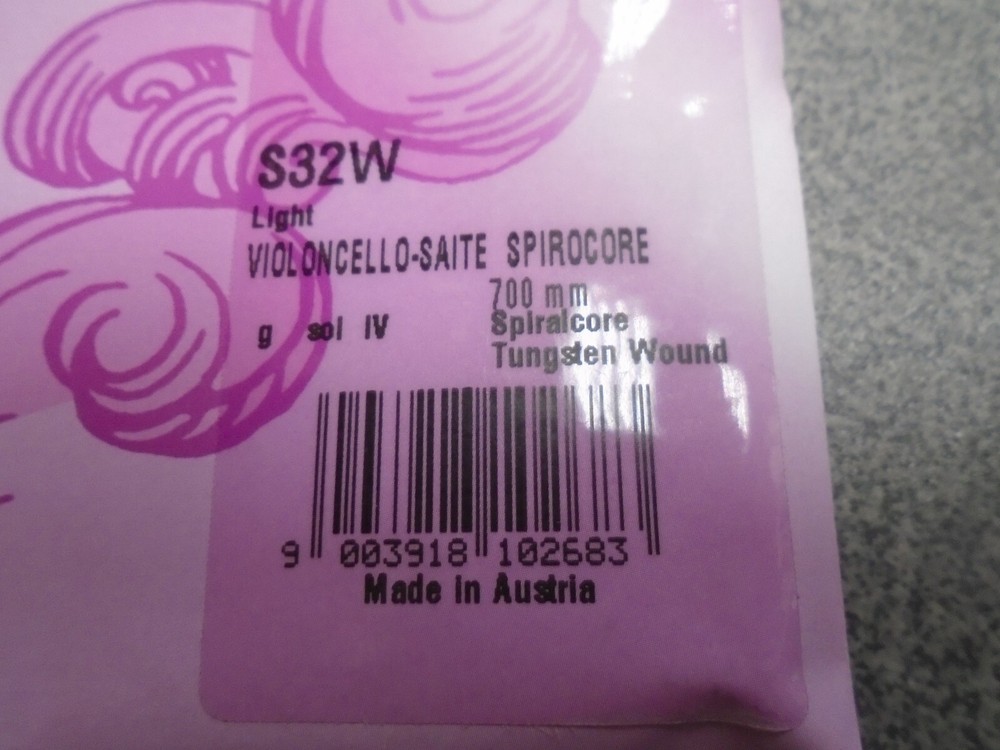 S32W
Light
VIOLONCELLO-SAITE SPIROCORE
700 mm
g sol IV Spiralcore
Tungsten Wound
9 003918 102683
Made in Austria